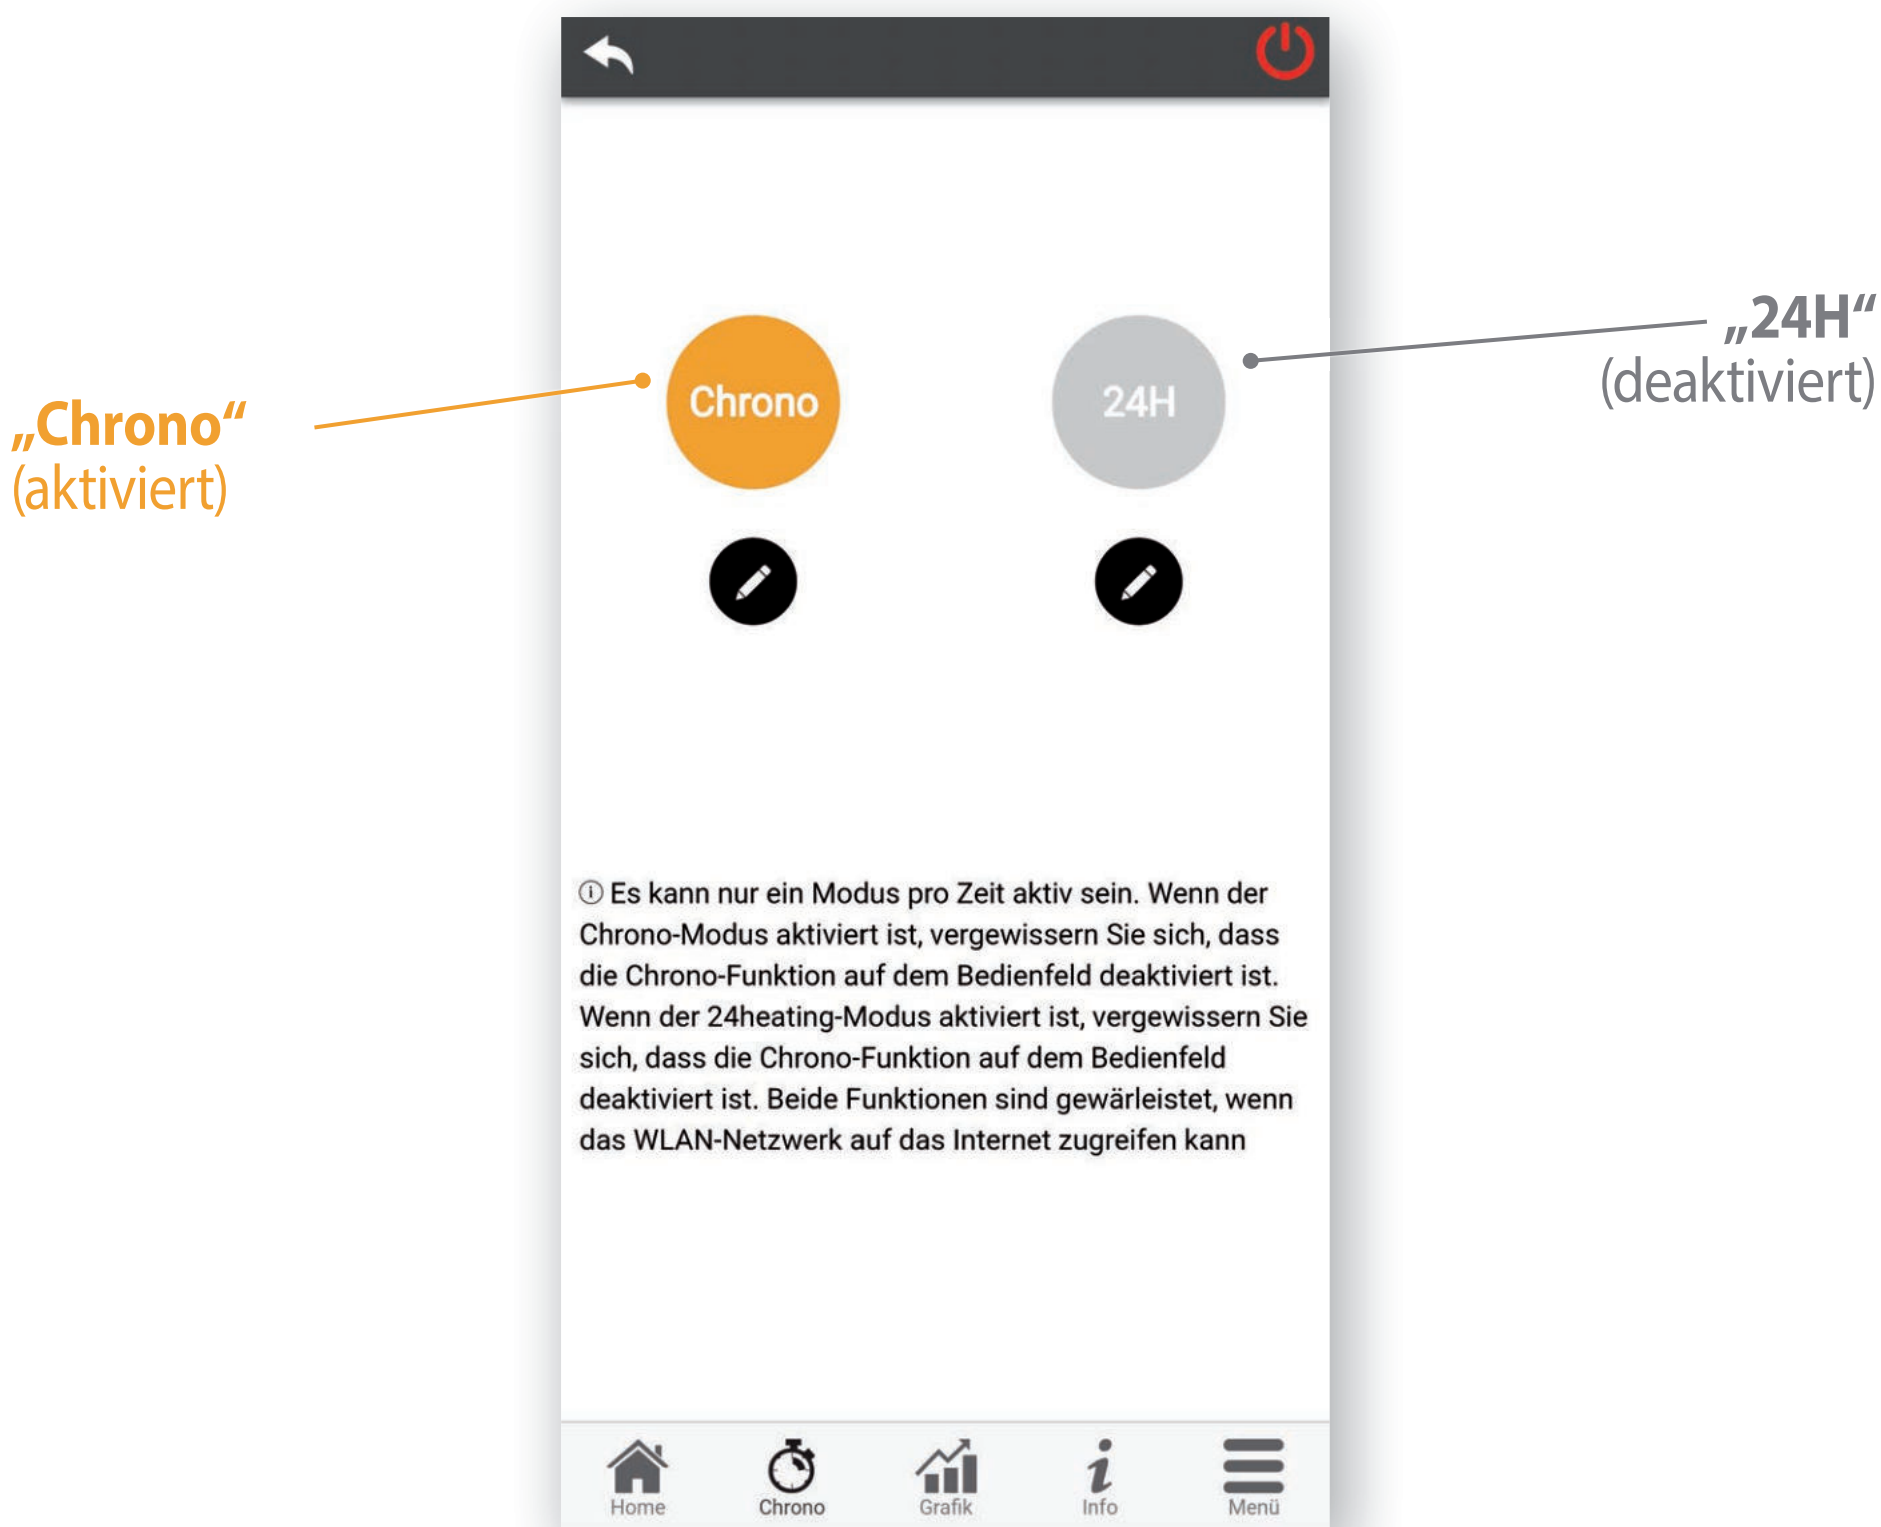 „Chrono“
(aktiviert)
Chrono
24H
„24H“
(deaktiviert)
Es kann nur ein Modus pro Zeit aktiv sein. Wenn der
Chrono-Modus aktiviert ist, vergewissern Sie sich, dass
die Chrono-Funktion auf dem Bedienfeld deaktiviert ist.
Wenn der 24heating-Modus aktiviert ist, vergewissern Sie
sich, dass die Chrono-Funktion auf dem Bedienfeld
deaktiviert ist. Beide Funktionen sind gewärleistet, wenn
das WLAN-Netzwerk auf das Internet zugreifen kann
Home
Chrono
Grafik
Info
Menü